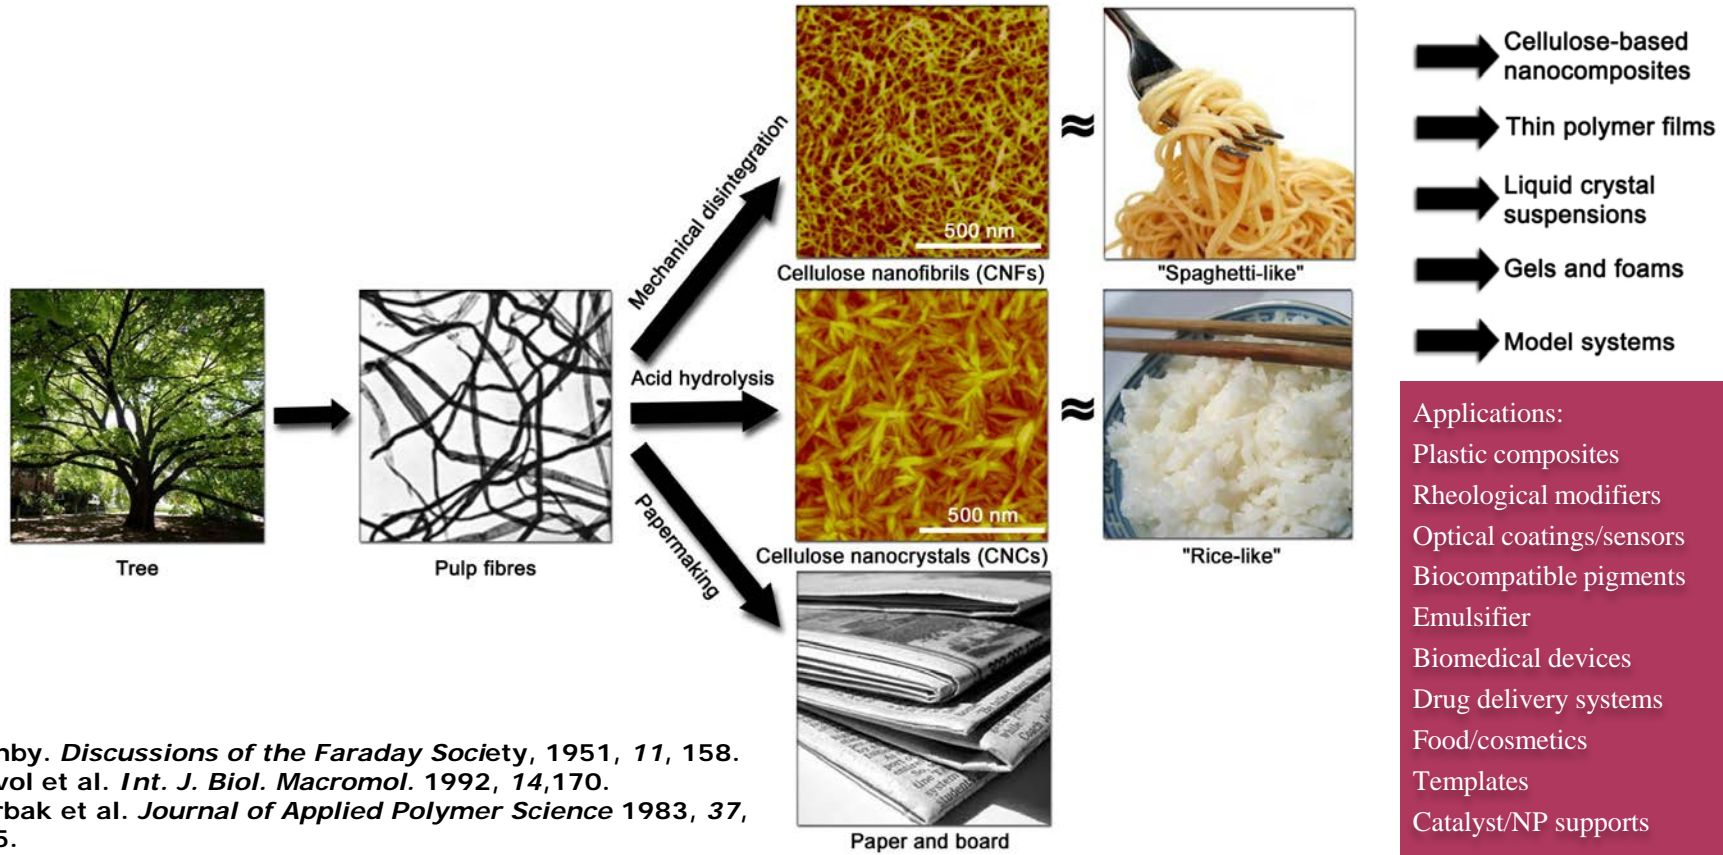 Tree
Pulp fibres
Mechanical disintegration
Acid hydrolysis
Papermaking
500 nm
Cellulose nanofibrils (CNFs)
≈
"Spaghetti-like"
500 nm
Cellulose nanocrystals (CNCs)
≈
"Rice-like"
Paper and board
Cellulose-based
nanocomposites
Thin polymer films
Liquid crystal
suspensions
Gels and foams
Model systems
Applications:
Plastic composites
Rheological modifiers
Optical coatings/sensors
Biocompatible pigments
Emulsifier
Biomedical devices
Drug delivery systems
Food/cosmetics
Templates
Catalyst/NP supports
nby. Discussions of the Faraday Society, 1951, 11, 158.
vol et al. Int. J. Biol. Macromol. 1992, 14,170.
rbak et al. Journal of Applied Polymer Science 1983, 37,
5.